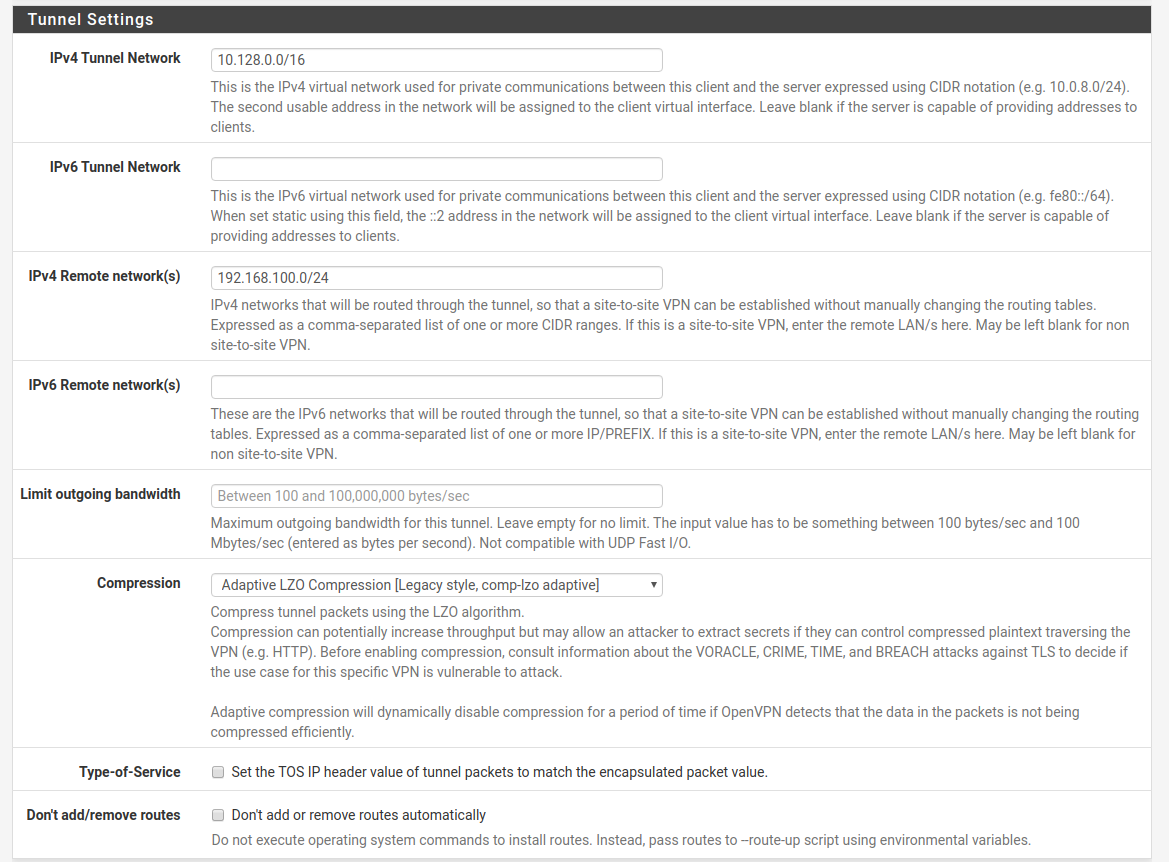 Tunnel Settings
IPv4 Tunnel Network
10.128.0.0/16
This is the IPv4 virtual network used for private communications between this client and the server expressed using CIDR notation (e.g. 10.0.8.0/24).
The second usable address in the network will be assigned to the client virtual interface. Leave blank if the server is capable of providing addresses to
clients.
IPv6 Tunnel Network
This is the IPv6 virtual network used for private communications between this client and the server expressed using CIDR notation (e.g. fe80::/64).
When set static using this field, the ::2 address in the network will be assigned to the client virtual interface. Leave blank if the server is capable of
providing addresses to clients.
IPv4 Remote network(s)
192.168.100.0/24
IPv4 networks that will be routed through the tunnel, so that a site-to-site VPN can be established without manually changing the routing tables.
Expressed as a comma-separated list of one or more CIDR ranges. If this is a site-to-site VPN, enter the remote LAN/s here. May be left blank for non
site-to-site VPN.
IPv6 Remote network(s)
These are the IPv6 networks that will be routed through the tunnel, so that a site-to-site VPN can be established without manually changing the routing
tables. Expressed as a comma-separated list of one or more IP/PREFIX. If this is a site-to-site VPN, enter the remote LAN/s here. May be left blank for
non site-to-site VPN.
Limit outgoing bandwidth
Between 100 and 100,000,000 bytes/sec
Maximum outgoing bandwidth for this tunnel. Leave empty for no limit. The input value has to be something between 100 bytes/sec and 100
Mbytes/sec (entered as bytes per second). Not compatible with UDP Fast I/O.
Compression
Adaptive LZO Compression [Legacy style, comp-lzo adaptive]
Compress tunnel packets using the LZO algorithm.
Compression can potentially increase throughput but may allow an attacker to extract secrets if they can control compressed plaintext traversing the
VPN (e.g. HTTP). Before enabling compression, consult information about the VORACLE, CRIME, TIME, and BREACH attacks against TLS to decide if
the use case for this specific VPN is vulnerable to attack.
Adaptive compression will dynamically disable compression for a period of time if OpenVPN detects that the data in the packets is not being
compressed efficiently.
Type-of-Service
Set the TOS IP header value of tunnel packets to match the encapsulated packet value.
Don't add/remove routes
Don't add or remove routes automatically
Do not execute operating system commands to install routes. Instead, pass routes to --route-up script using environmental variables.